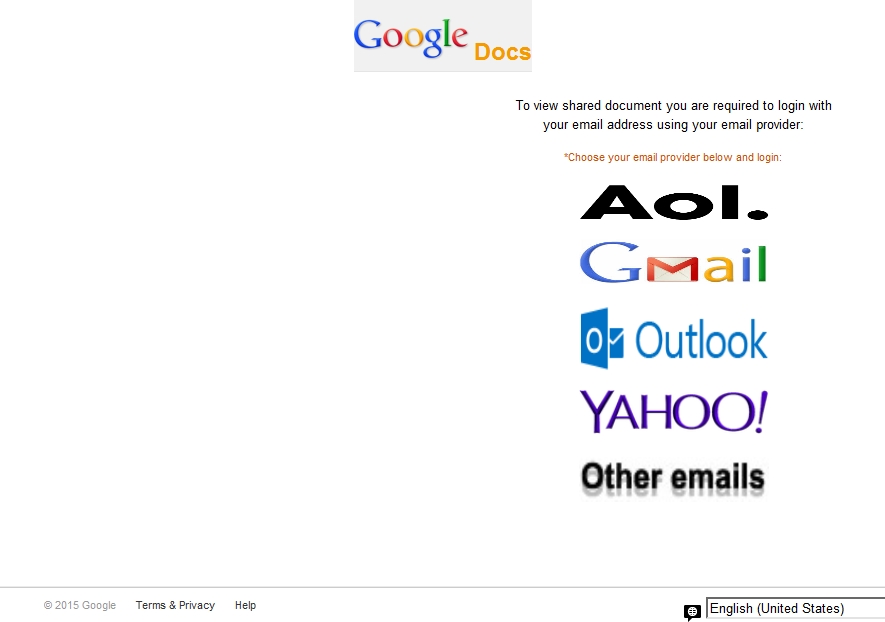 Google Docs
To view shared document you are required to login with
your email address using your email provider:
*Choose your email provider below and login:
Aol.
Gmail
Outlook
YAHOO!
Other emails
© 2015 Google Terms & Privacy Help English (United States)